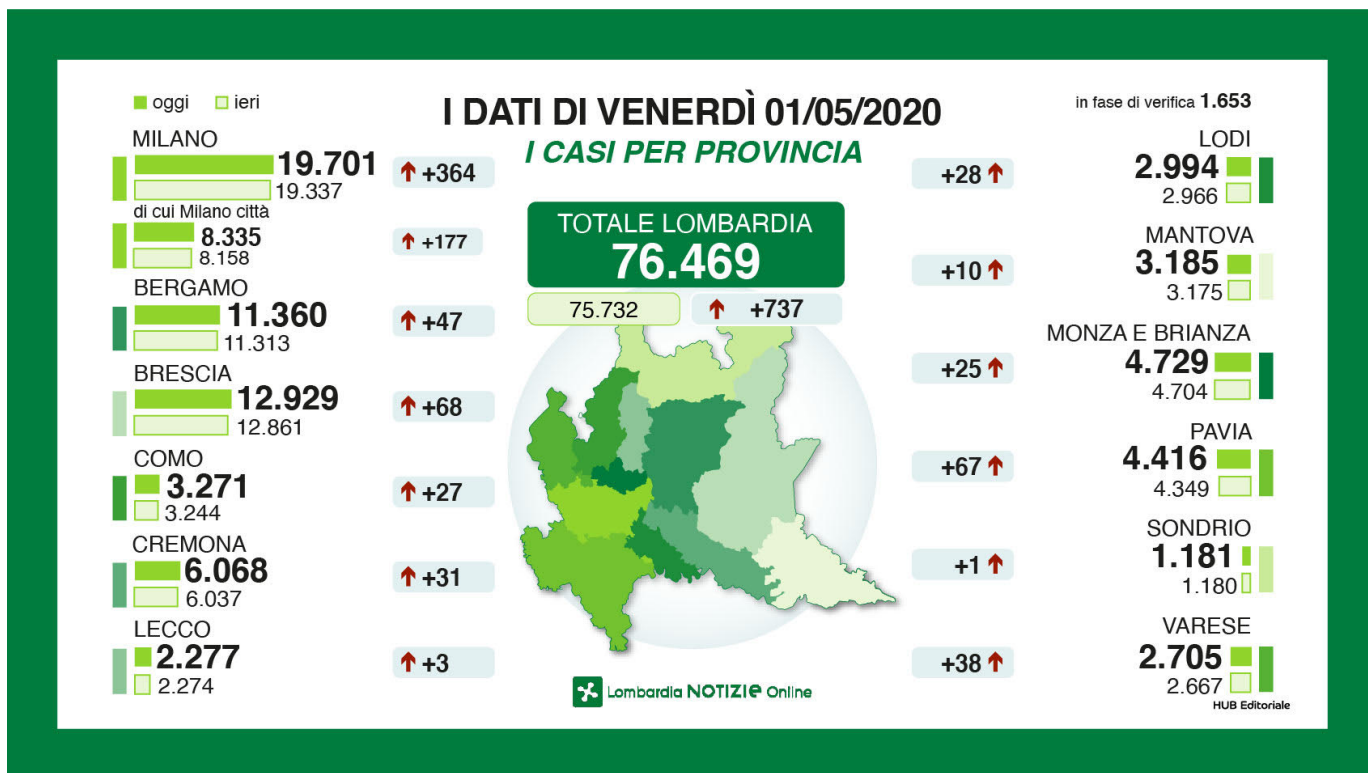 oggi ieri
I DATI DI VENERDÌ 01/05/2020
I CASI PER PROVINCIA
in fase di verifica 1.653
MILANO
19.701
19.337
+364
di cui Milano città
8.335
8.158
+177
BERGAMO
11.360
11.313
+47
BRESCIA
12.929
12.861
+68
COMO
3.271
3.244
+27
CREMONA
6.068
6.037
+31
LECCO
2.277
2.274
+3
TOTALE LOMBARDIA
76.469
75.732
+737
LODI
+28
2.994
2.966
MANTOVA
+10
3.185
3.175
MONZA E BRIANZA
+25
4.729
4.704
PAVIA
+67
4.416
4.349
SONDRIO
+1
1.181
1.180
VARESE
+38
2.705
2.667
Lombardia NOTIZIE Online
HUB Editoriale